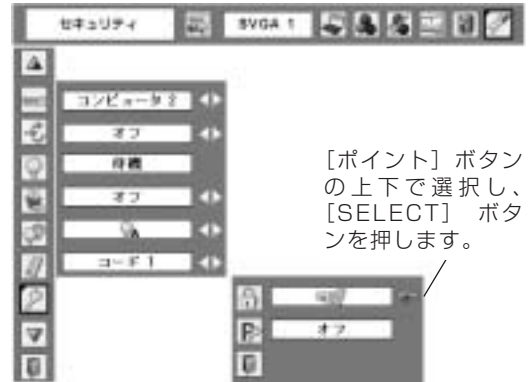 セキュリティ
SVGA 1
コンピュータ 2
オフ
待機
オフ
コード 1
[ポイント] ボタン
の上下で選択し、
[SELECT] ボタ
ンを押します。
オフ